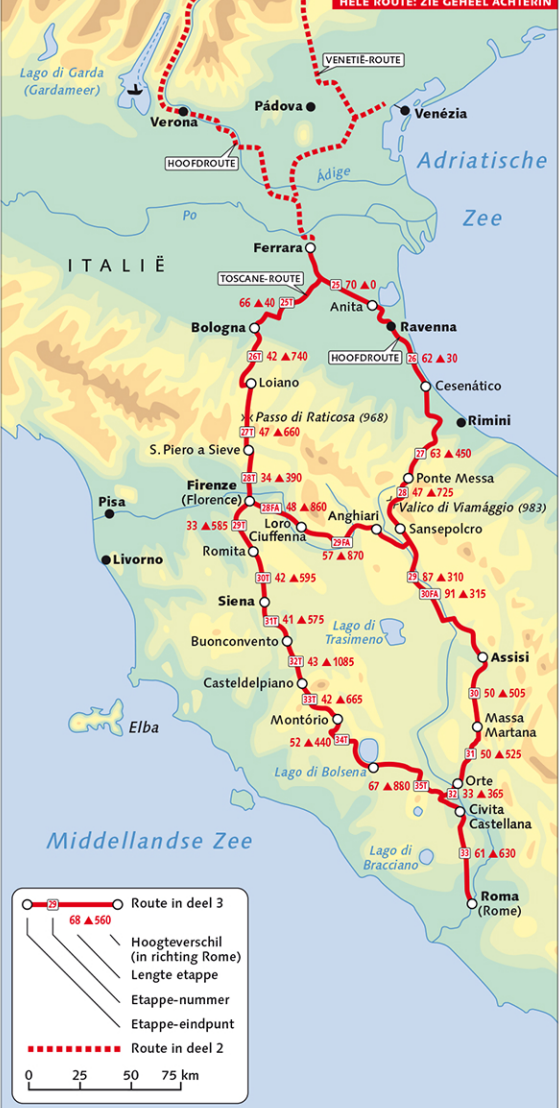 HELE ROUTE: ZIE GEHEEL ACHTERIN
Lago di Garda
(Gardameer)
VENETIË-ROUTE
Pádova
Venézia
Verona
HOOFDROUTE
Ádige
Adriatische
Zee
Po
Ferrara
ITALIË
TOSCANE-ROUTE
25 70 ▲0
Anita
66 ▲40 25T
Bologna
Ravenna
HOOFDROUTE
26 62 ▲30
26T 42 ▲740
Loiano
Cesenático
Passo di Raticosa (968)
Rimini
27T 47 ▲660
S. Piero a Sieve
27 63 ▲450
28T 34 ▲390
Ponte Messa
Firenze
(Florence)
28 47 ▲725
Valico di Viamággio (983)
Pisa
28FA 48 ▲860
Anghiari
33 ▲585 29T
Loro
Ciuffenna
Sansepolcro
29FA
57 ▲870
Romita
Livorno
30T 42 ▲595
29 87 ▲310
30FA 91 ▲315
Siena
31T 41 ▲575
Lago di
Trasimeno
Buonconvento
32T 43 ▲1085
Assisi
Casteldelpiano
33T 42 ▲665
30 50 ▲505
Montório
Massa
Martana
Elba
52 ▲440 34T
31 50 ▲525
Lago di Bolsena
67 ▲880 35T
Orte
32 33 ▲365
Civita
Castellana
Middellandse Zee
Lago di
Bracciano
33 61 ▲630
Roma
(Rome)
29
Route in deel 3
68 ▲560
Hoogteverschil
(in richting Rome)
Lengte etappe
Etappe-nummer
Etappe-eindpunt
Route in deel 2
0 25 50 75 km